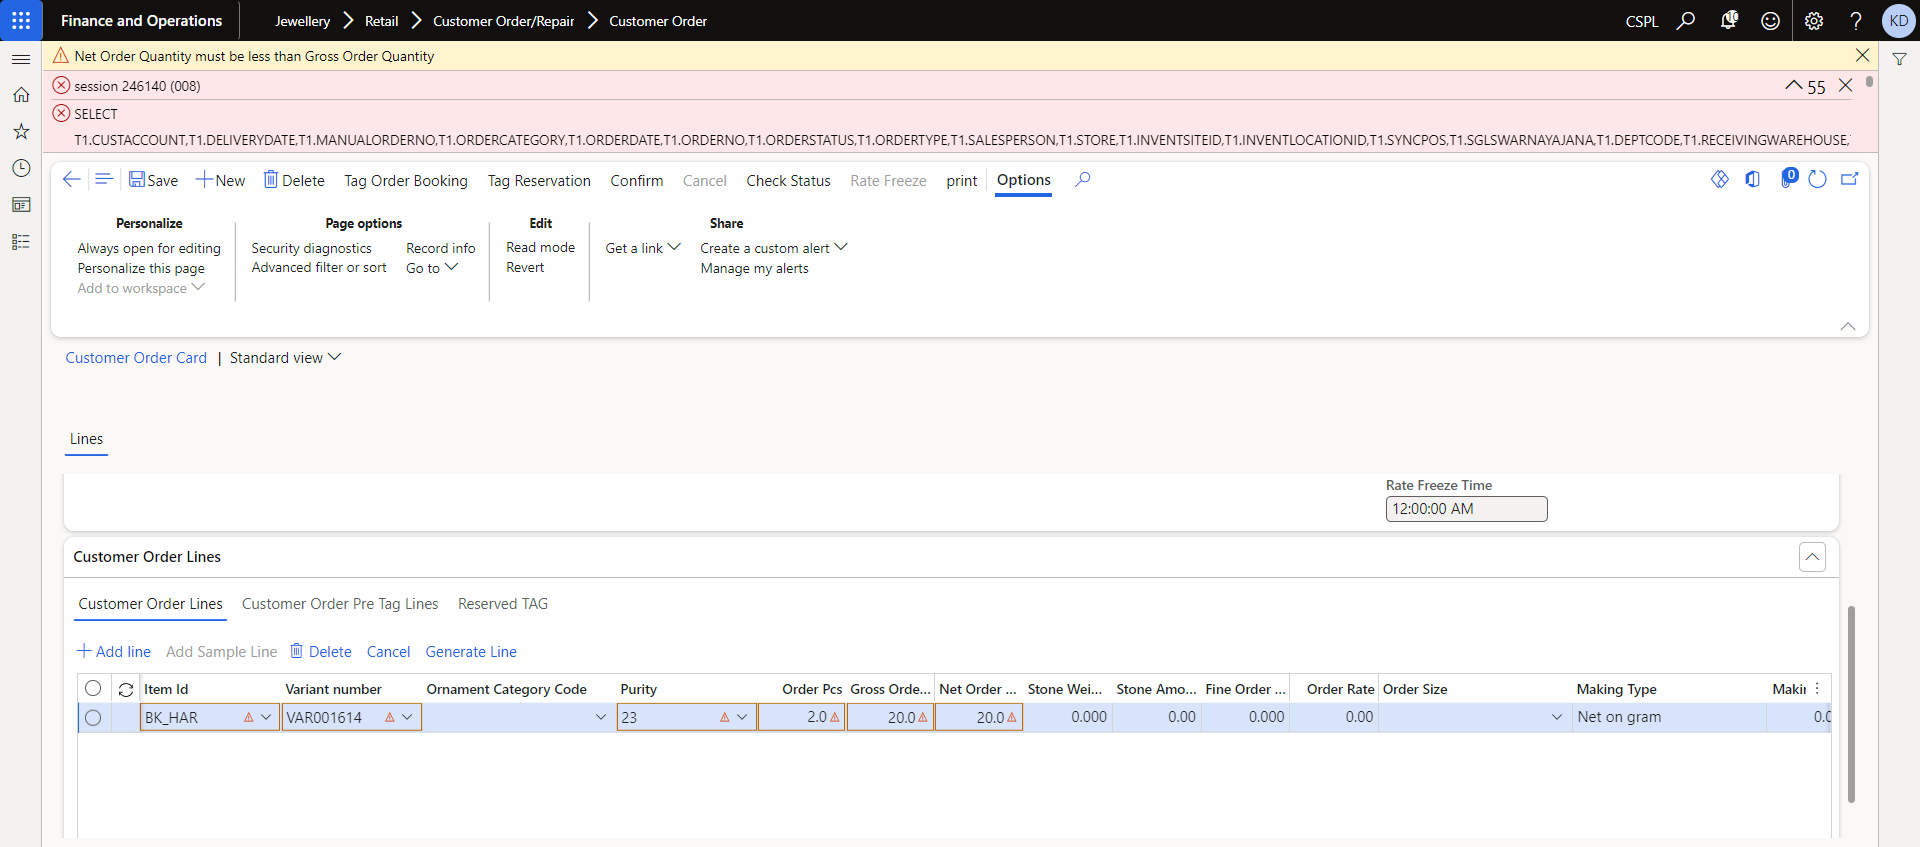 Finance and Operations
Jewellery > Retail > Customer Order/Repair > Customer Order
CSPL
10
KD
Net Order Quantity must be less than Gross Order Quantity
session 246140 (008)
55
SELECT
T1.CUSTACCOUNT,T1.DELIVERYDATE,T1.MANUALORDERNO,T1.ORDERCATEGORY,T1.ORDERDATE,T1.ORDERNO,T1.ORDERSTATUS,T1.ORDERTYPE,T1.SALESPERSON,T1.STORE,T1.INVENTSITEID,T1.INVENTLOCATIONID,T1.SYNCPOS,T1.SGLSWARNAYAJANA,T1.DEPTCODE,T1.RECEIVINGWAREHOUSE,
Save New Delete Tag Order Booking Tag Reservation Confirm Cancel Check Status Rate Freeze print Options
0
Personalize Page options Edit Share
Always open for editing Security diagnostics Record info Read mode Get a link Create a custom alert
Personalize this page Advanced filter or sort Go to Revert Manage my alerts
Add to workspace
Customer Order Card | Standard view
Lines
Rate Freeze Time
12:00:00 AM
Customer Order Lines
Customer Order Lines Customer Order Pre Tag Lines Reserved TAG
Add line Add Sample Line Delete Cancel Generate Line
Item Id Variant number Ornament Category Code Purity Order Pcs Gross Orde... Net Order ... Stone Wei... Stone Amo... Fine Order ... Order Rate Order Size Making Type Makir
BK_HAR VAR001614 23 2.0 20.0 20.0 0.000 0.00 0.000 0.00 Net on gram 0.0